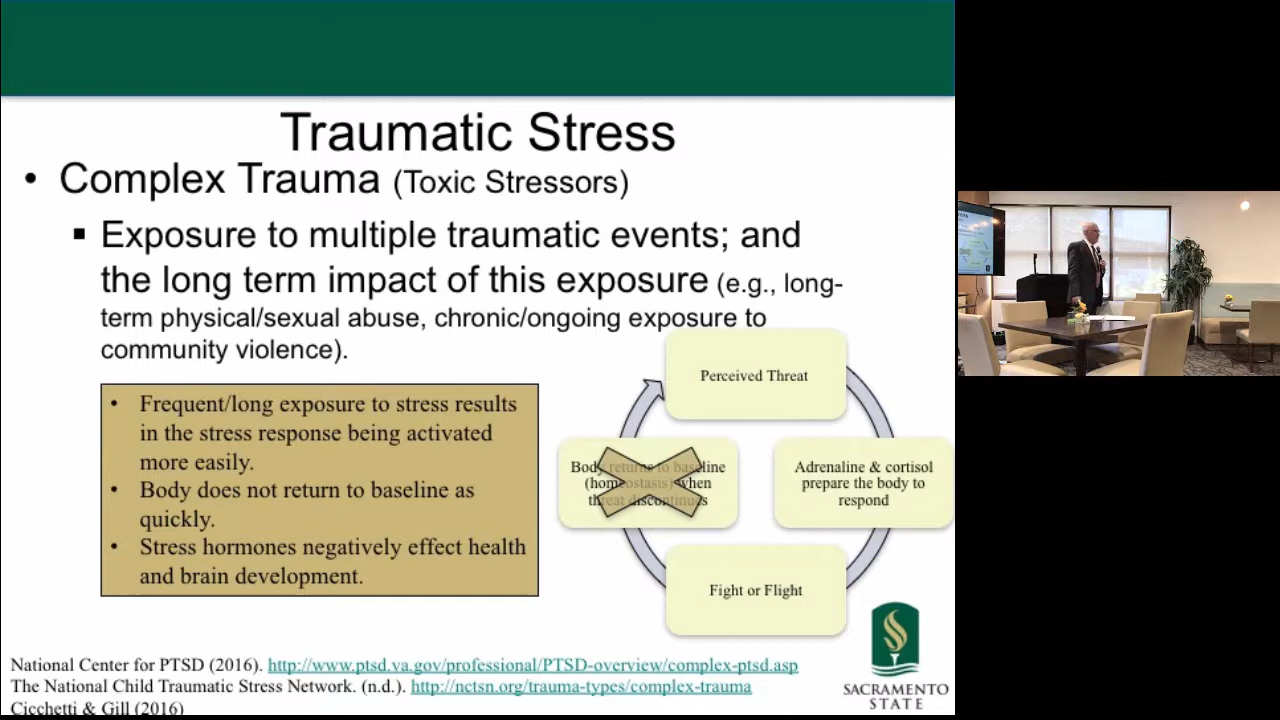 Traumatic Stress
• Complex Trauma (Toxic Stressors)
▪ Exposure to multiple traumatic events; and
the long term impact of this exposure (e.g., long-
term physical/sexual abuse, chronic/ongoing exposure to
community violence).
• Frequent/long exposure to stress results
in the stress response being activated
more easily.
• Body does not return to baseline as
quickly.
• Stress hormones negatively effect health
and brain development.
Perceived Threat
Adrenaline & cortisol
prepare the body to
respond
Fight or Flight
Body returns to baseline
(homeostasis) when
threat discontinues
National Center for PTSD (2016). http://www.ptsd.va.gov/professional/PTSD-overview/complex-ptsd.asp
The National Child Traumatic Stress Network. (n.d.). http://nctsn.org/trauma-types/complex-trauma
Cicchetti & Gill (2016)
SACRAMENTO
STATE